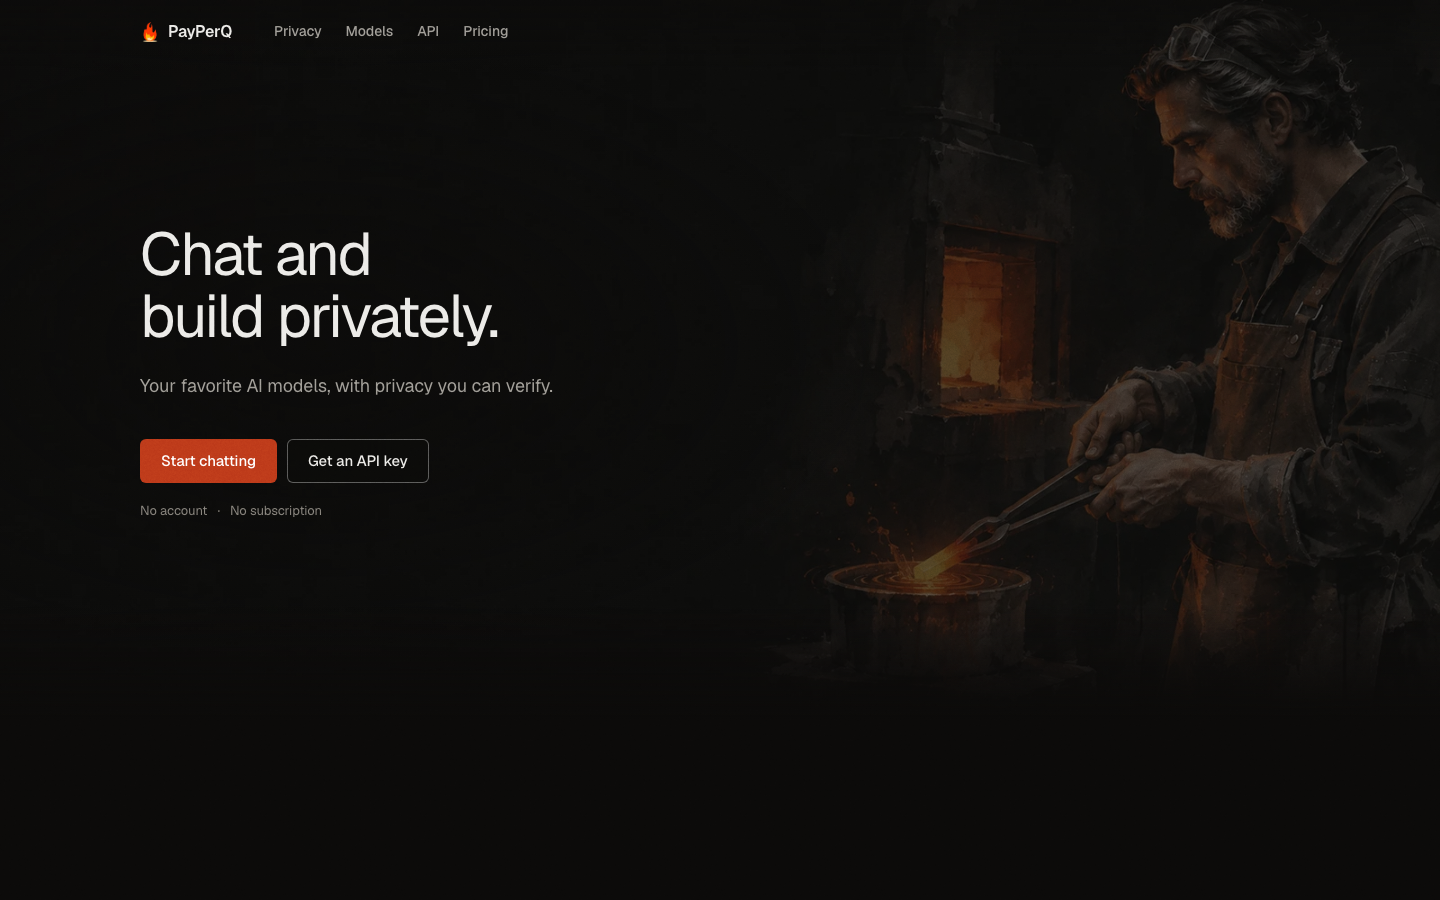 PayPerQ Privacy Models API Pricing
Chat and
build privately.
Your favorite AI models, with privacy you can verify.
Start chatting Get an API key
No account · No subscription